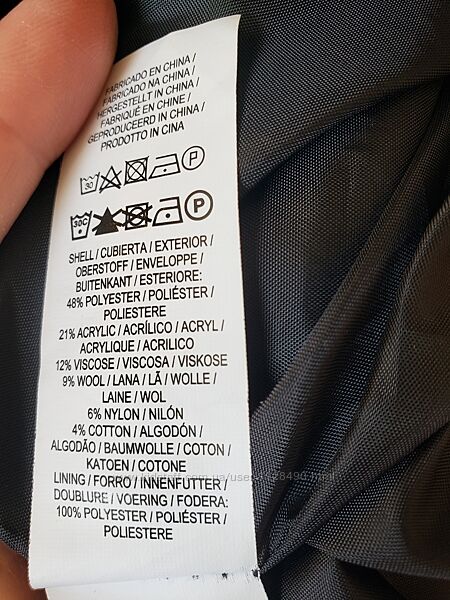 FABRICADO EN CHINA /
FABRICADO NA CHINA /
HERGESTELLT IN CHINA /
FABRIQUÉ EN CHINE /
GEPRODUCEERD IN CHINA /
PRODOTTO IN CINA
30 P
30C P
SHELL / CUBIERTA / EXTERIOR /
OBERSTOFF / ENVELOPPE /
BUITENKANT / ESTERIORE:
48% POLYESTER / POLIÉSTER /
POLIESTERE
21% ACRYLIC / ACRÍLICO / ACRYL /
ACRYLIQUE / ACRILICO
12% VISCOSE / VISCOSA / VISKOSE
9% WOOL / LANA / LÃ / WOLLE /
LAINE / WOL
6% NYLON / NILÓN
4% COTTON / ALGODÓN /
ALGODÃO / BAUMWOLLE / COTON /
KATOEN / COTONE
LINING / FORRO / INNENFUTTER /
DOUBLURE / VOERING / FODERA:
100% POLYESTER / POLIÉSTER /
POLIESTERE